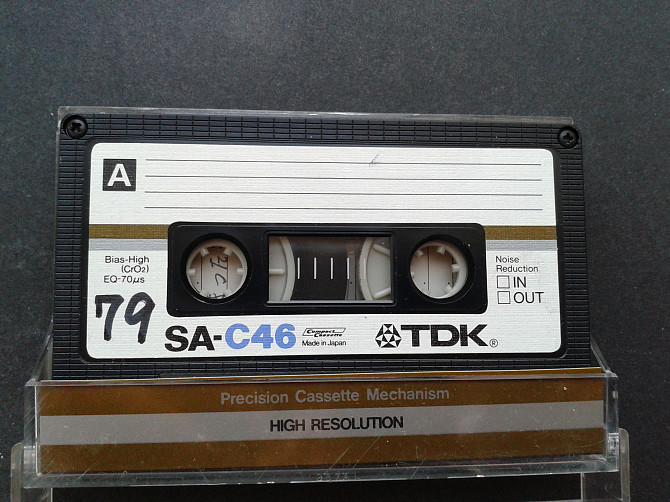 A
Bias-High
(CrO2)
EQ-70μs
Noise
Reduction
IN
OUT
79
SA-C46
Compact
Cassette
Made in Japan
TDK®
Precision Cassette Mechanism
HIGH RESOLUTION